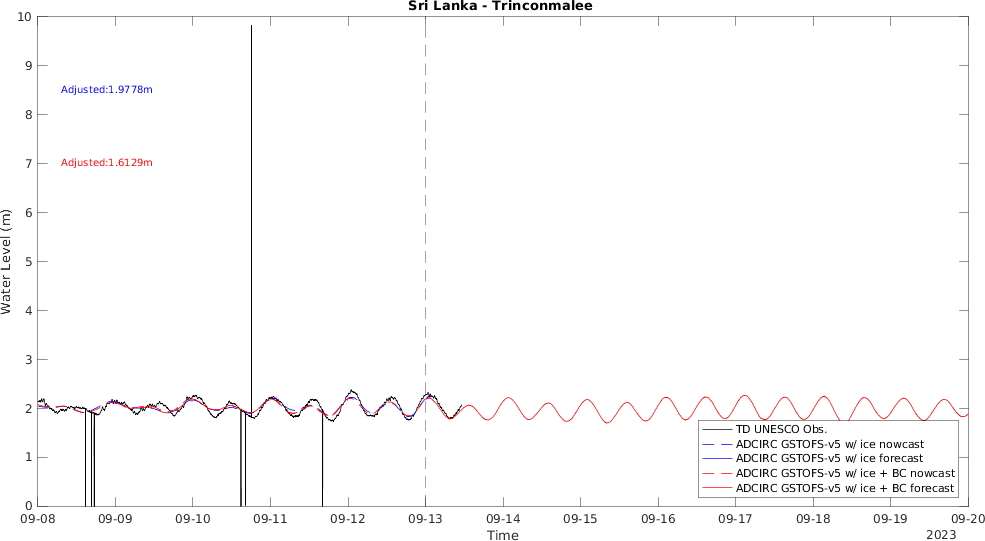 Sri Lanka - Trinconmalee
10
9
8
7
6
5
4
3
2
1
0
Water Level (m)
Adjusted:1.9778m
Adjusted:1.6129m
TD UNESCO Obs.
ADCIRC GSTOFS-v5 w/ ice nowcast
ADCIRC GSTOFS-v5 w/ ice forecast
ADCIRC GSTOFS-v5 w/ ice + BC nowcast
ADCIRC GSTOFS-v5 w/ ice + BC forecast
09-08 09-09 09-10 09-11 09-12 09-13 09-14 09-15 09-16 09-17 09-18 09-19 09-20
Time
2023